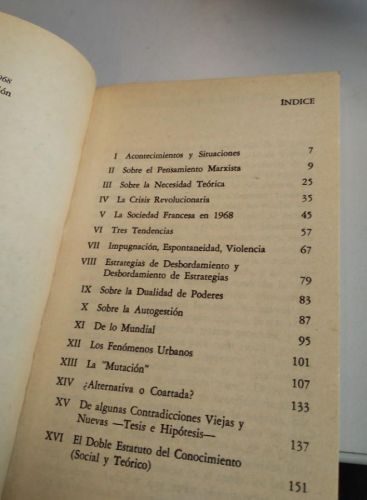 968
ión
INDICE
I Acontecimientos y Situaciones 7
II Sobre el Pensamiento Marxista 9
III Sobre la Necesidad Teórica 25
IV La Crisis Revolucionaria 35
V La Sociedad Francesa en 1968 45
VI Tres Tendencias 57
VII Impugnación, Espontaneidad, Violencia 67
VIII Estrategias de Desbordamiento y
Desbordamiento de Estrategias 79
IX Sobre la Dualidad de Poderes 83
X Sobre la Autogestión 87
XI De lo Mundial 95
XII Los Fenómenos Urbanos 101
XIII La "Mutación" 107
XIV ¿Alternativa o Coartada? 133
XV De algunas Contradicciones Viejas y
Nuevas —Tesis e Hipótesis— 137
XVI El Doble Estatuto del Conocimiento
(Social y Teórico) 151